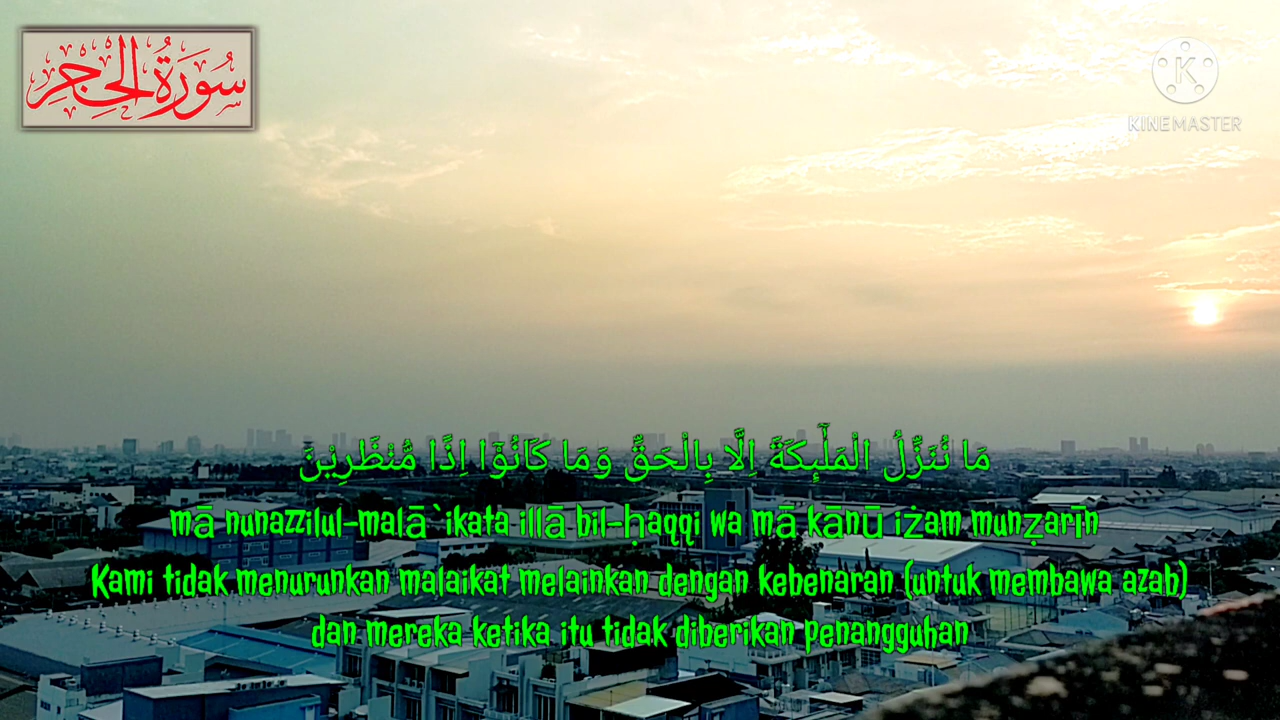 سُورَةُ الحِجْرِ
KINEMASTER
مَا نُنَزِّلُ الْمَلٰۤىِٕكَةَ اِلَّا بِالْحَقِّ وَمَا كَانُوْٓا اِذًا مُّنْظَرِيْنَ
mā nunazzilul-malā`ikata illā bil-ḥaqqi wa mā kānū iżam munẓarīn
Kami tidak menurunkan malaikat melainkan dengan kebenaran (untuk membawa azab)
dan mereka ketika itu tidak diberikan penangguhan